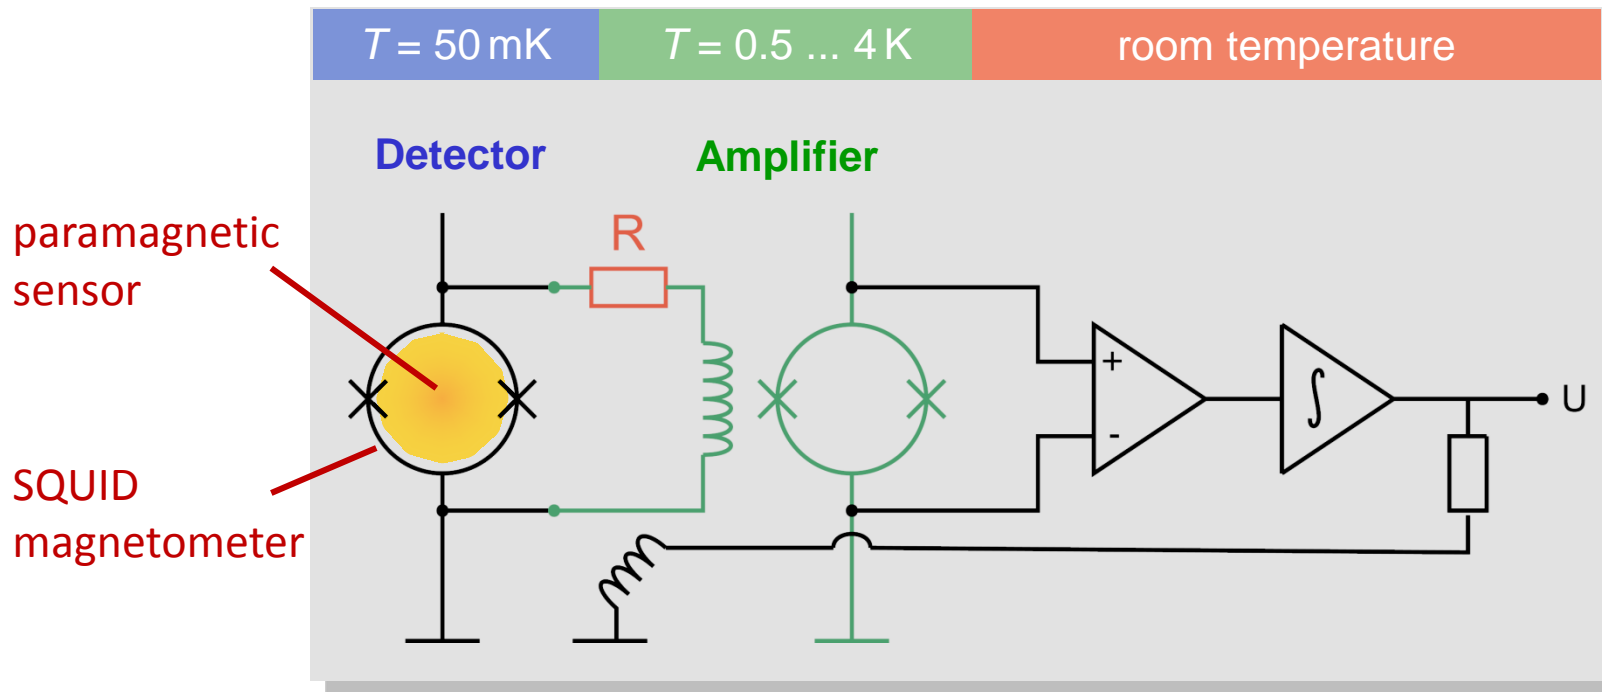 T = 50 mK
T = 0.5 ... 4 K
room temperature
Detector
Amplifier
paramagnetic
sensor
R
+
-
∫
U
SQUID
magnetometer